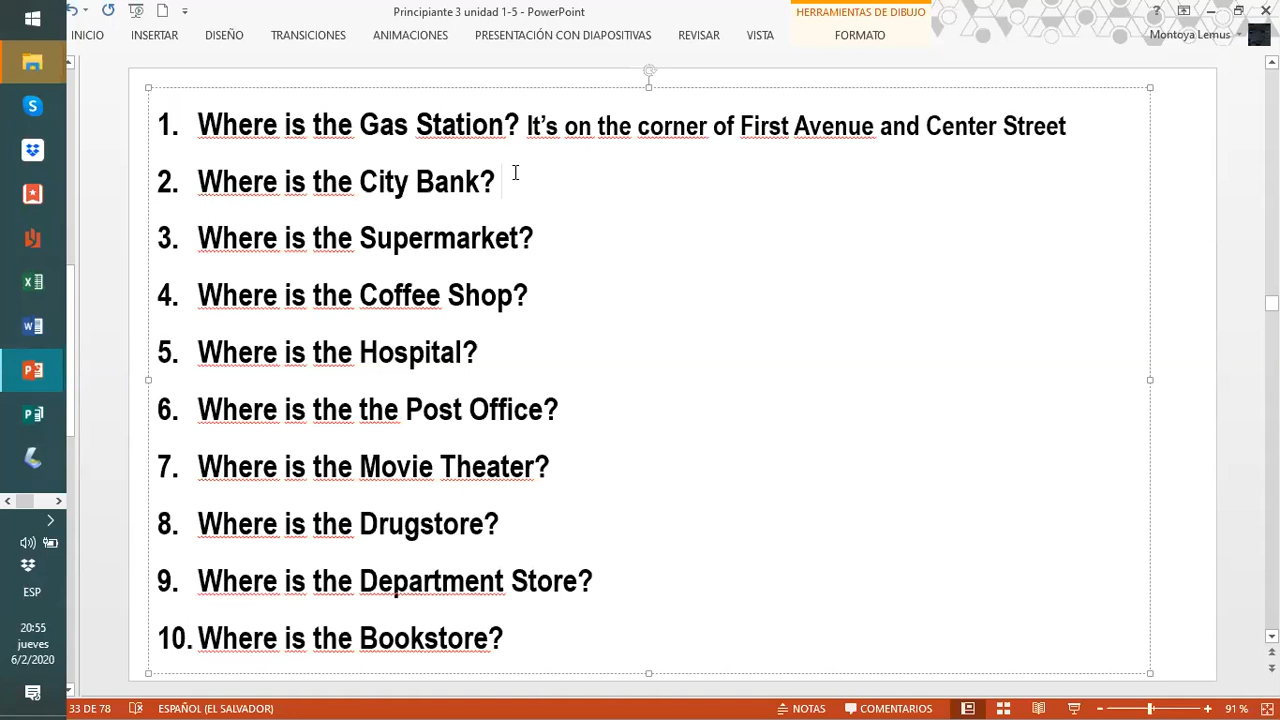 Principiante 3 unidad 1-5 - PowerPoint
HERRAMIENTAS DE DIBUJO
?
INICIO INSERTAR DISEÑO TRANSICIONES ANIMACIONES PRESENTACIÓN CON DIAPOSITIVAS REVISAR VISTA FORMATO
Montoya Lemus
1. Where is the Gas Station? It’s on the corner of First Avenue and Center Street
2. Where is the City Bank?
3. Where is the Supermarket?
4. Where is the Coffee Shop?
5. Where is the Hospital?
6. Where is the the Post Office?
7. Where is the Movie Theater?
8. Where is the Drugstore?
9. Where is the Department Store?
10. Where is the Bookstore?
ESP
20:55
jueves
6/2/2020
33 DE 78 ESPAÑOL (EL SALVADOR) NOTAS COMENTARIOS 91 %